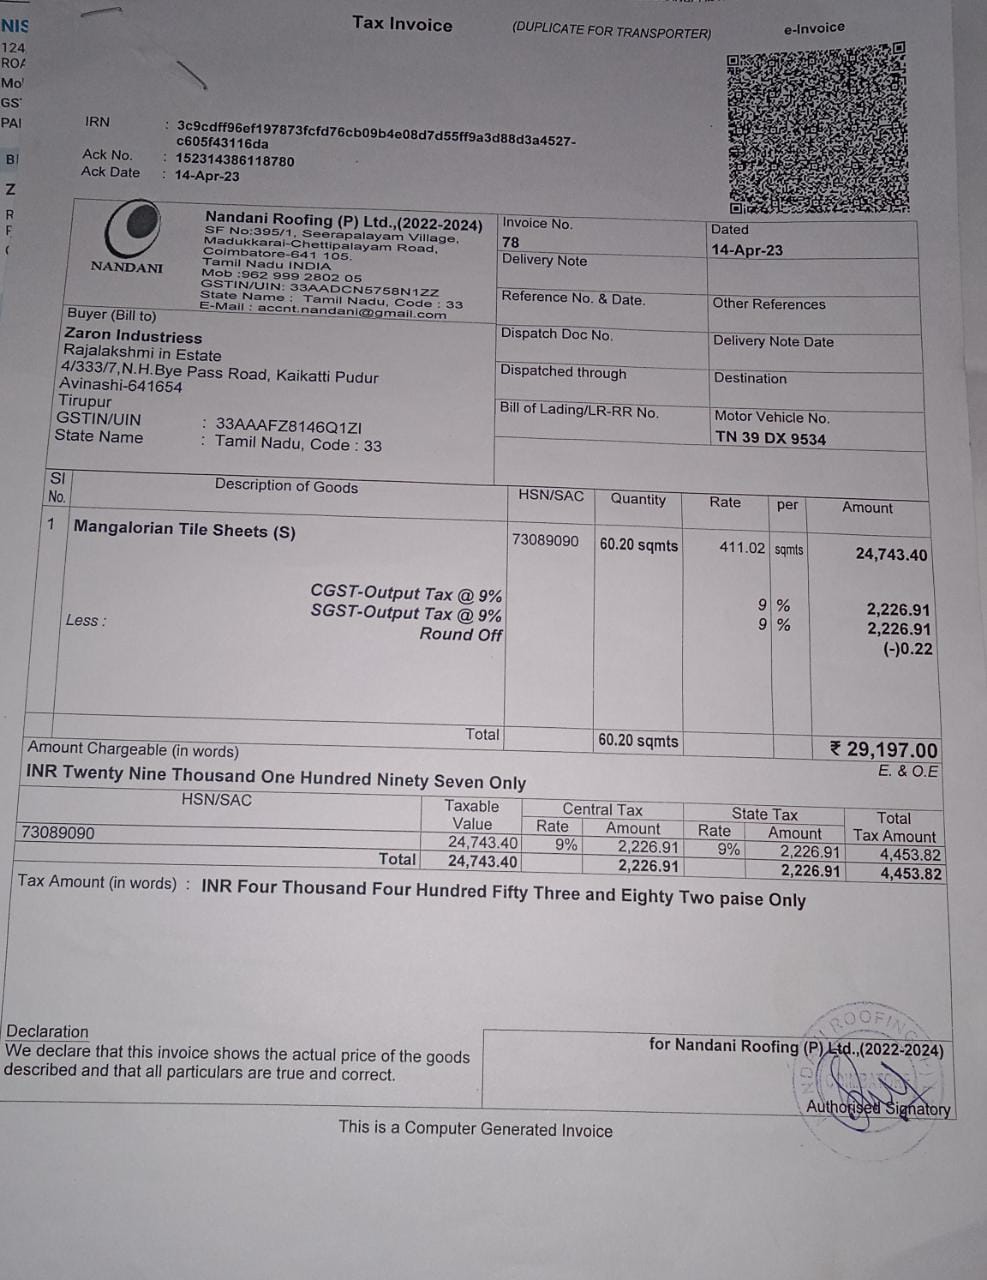 Tax Invoice
(DUPLICATE FOR TRANSPORTER)
e-Invoice
NIS
124
ROA
Mo
GS
PAI
B
Z
R
IRN : 3c9cdff96ef197873fcfd76cb09b4e08d7d55ff9a3d88d3a4527-
c605f43116da
Ack No. : 152314386118780
Ack Date : 14-Apr-23
NANDANI
Nandani Roofing (P) Ltd.,(2022-2024)
SF No:395/1, Seerapalayam Village,
Madukkarai-Chettipalayam Road,
Coimbatore-641 105.
Tamil Nadu INDIA
Mob :962 999 2802 05
GSTIN/UIN: 33AADCN5758N1ZZ
State Name : Tamil Nadu, Code : 33
E-Mail : accnt.nandani@gmail.com
Invoice No.
78
Dated
14-Apr-23
Delivery Note
Reference No. & Date.
Other References
Buyer (Bill to)
Zaron Industriess
Rajalakshmi in Estate
4/333/7,N.H.Bye Pass Road, Kaikatti Pudur
Avinashi-641654
Tirupur
GSTIN/UIN : 33AAAFZ8146Q1ZI
State Name : Tamil Nadu, Code : 33
Dispatch Doc No.
Delivery Note Date
Dispatched through
Destination
Bill of Lading/LR-RR No.
Motor Vehicle No.
TN 39 DX 9534
Sl No. Description of Goods HSN/SAC Quantity Rate per Amount
1 Mangalorian Tile Sheets (S) 73089090 60.20 sqmts 411.02 sqmts 24,743.40
CGST-Output Tax @ 9% 9 % 2,226.91
SGST-Output Tax @ 9% 9 % 2,226.91
Less : Round Off (-)0.22
Total 60.20 sqmts ₹ 29,197.00
Amount Chargeable (in words) E. & O.E
INR Twenty Nine Thousand One Hundred Ninety Seven Only
HSN/SAC Taxable Value Central Tax State Tax Total Tax Amount
Rate Amount Rate Amount
73089090 24,743.40 9% 2,226.91 9% 2,226.91 4,453.82
Total 24,743.40 2,226.91 2,226.91 4,453.82
Tax Amount (in words) : INR Four Thousand Four Hundred Fifty Three and Eighty Two paise Only
Declaration
We declare that this invoice shows the actual price of the goods
described and that all particulars are true and correct.
for Nandani Roofing (P) Ltd.,(2022-2024)
Authorised Signatory
This is a Computer Generated Invoice